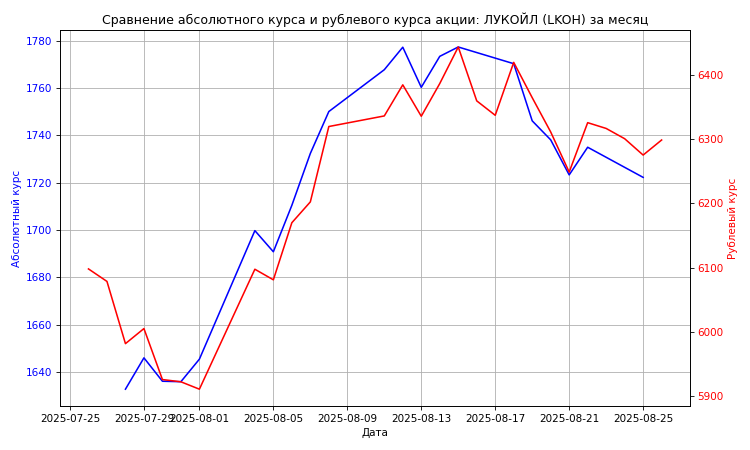 Сравнение абсолютного курса и рублевого курса акции: ЛУКОЙЛ (LKOH) за месяц
1780
1760
1740
1720
1700
1680
1660
1640
Абсолютный курс
6400
6300
6200
6100
6000
5900
Рублевый курс
2025-07-25 2025-07-29 2025-08-01 2025-08-05 2025-08-09 2025-08-13 2025-08-17 2025-08-21 2025-08-25
Дата